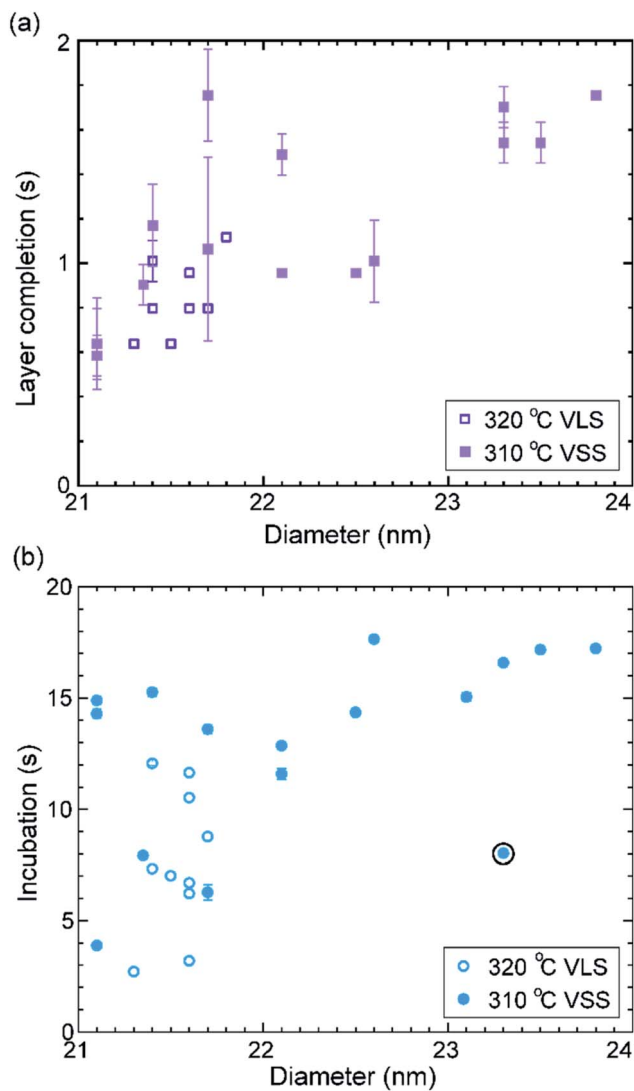 (a)
2
1
0
Layer completion (s)
320 °C VLS
310 °C VSS
21 22 23 24
Diameter (nm)
(b)
20
15
10
5
0
Incubation (s)
320 °C VLS
310 °C VSS
21 22 23 24
Diameter (nm)